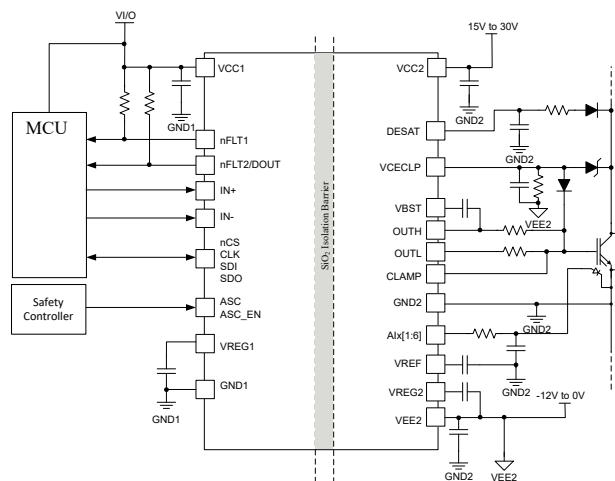 VI/O
15V to 30V
VCC1
VCC2
GND1
GND2
MCU
DESAT
nFLT1
GND2
nFLT2/DOUT
VCECLP
IN+
VBST
VEE2
IN-
OUTH
nCS
CLK
SDI
SDO
OUTL
CLAMP
SiO2 Isolation Barrier
Safety
Controller
ASC
ASC_EN
GND2
GND2
AIx[1:6]
VREG1
VREF
GND2
GND1
GND1
VREG2
-12V to 0V
VEE2
GND2
VEE2